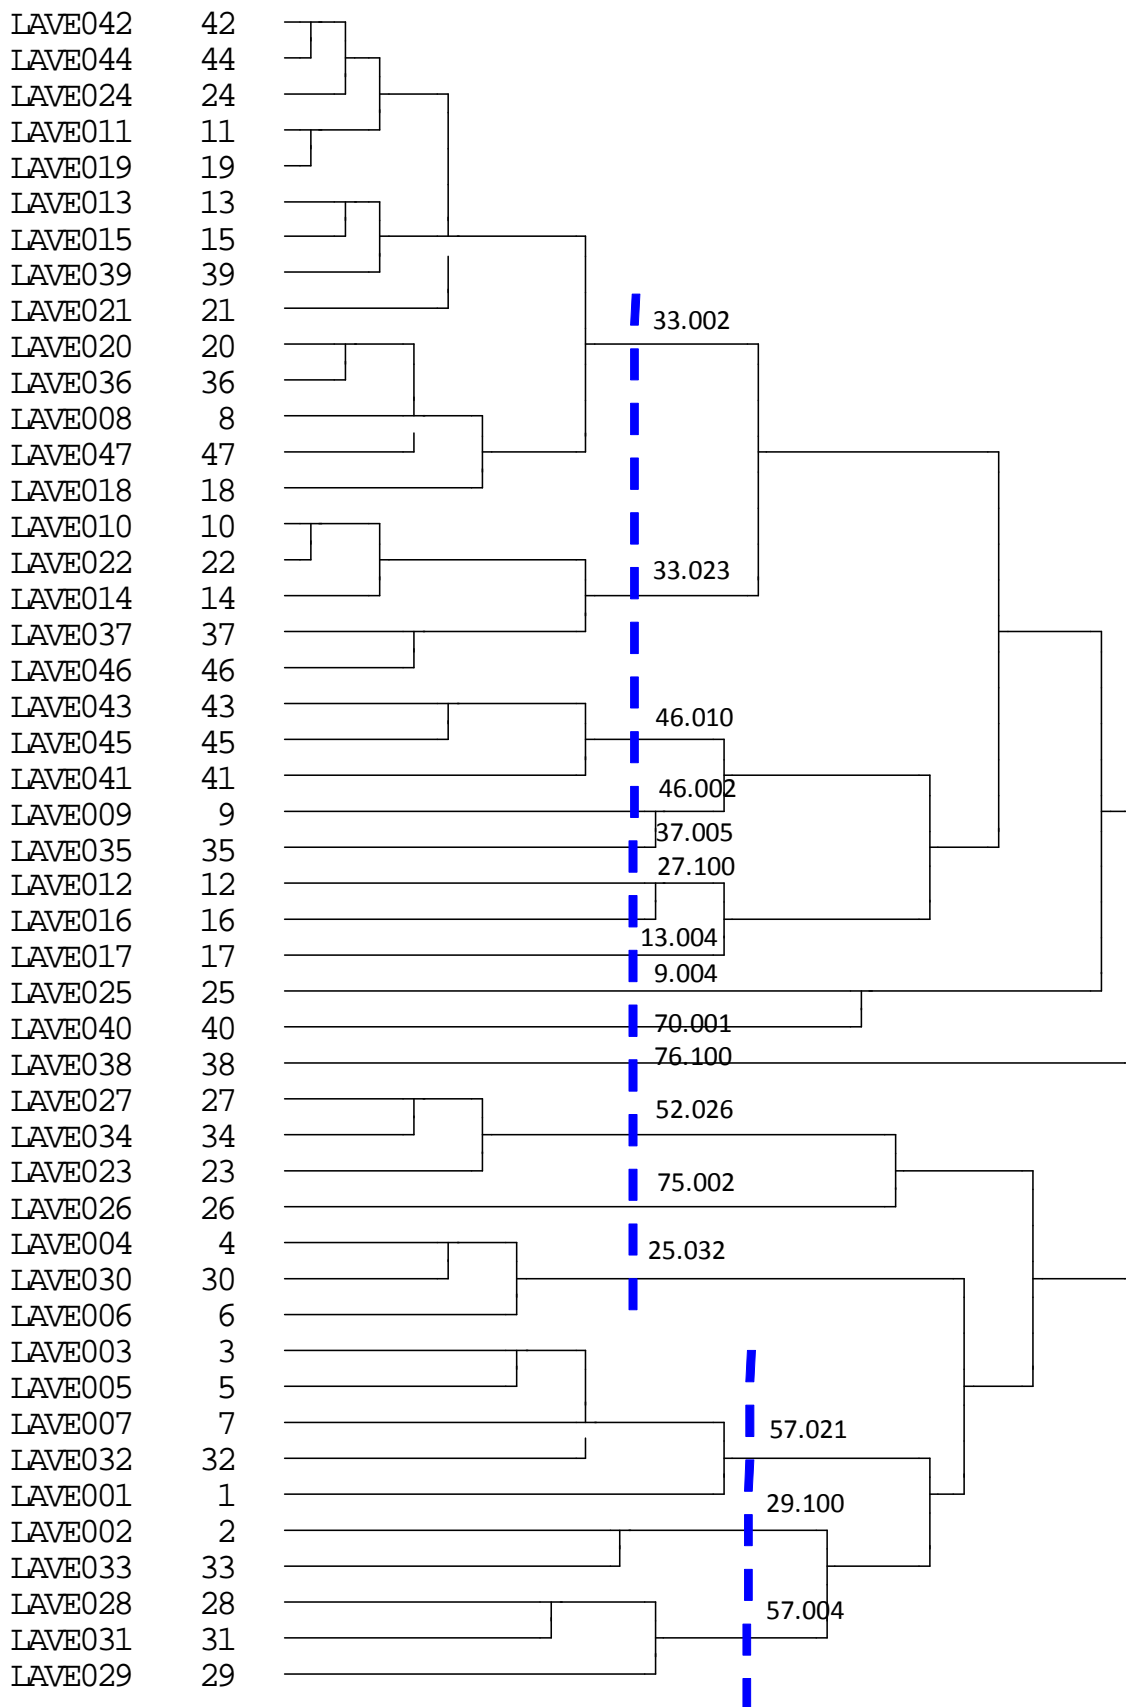 LAVE042 42
LAVE044 44
LAVE024 24
LAVE011 11
LAVE019 19
LAVE013 13
LAVE015 15
LAVE039 39
LAVE021 21
33.002
LAVE020 20
LAVE036 36
LAVE008 8
LAVE047 47
LAVE018 18
LAVE010 10
LAVE022 22
33.023
LAVE014 14
LAVE037 37
LAVE046 46
LAVE043 43
46.010
LAVE045 45
LAVE041 41
46.002
LAVE009 9
37.005
LAVE035 35
27.100
LAVE012 12
LAVE016 16
13.004
LAVE017 17
9.004
LAVE025 25
LAVE040 40 70.001
LAVE038 38 76.100
LAVE027 27
52.026
LAVE034 34
LAVE023 23
75.002
LAVE026 26
LAVE004 4
25.032
LAVE030 30
LAVE006 6
LAVE003 3
LAVE005 5
LAVE007 7
57.021
LAVE032 32
LAVE001 1
29.100
LAVE002 2
LAVE033 33
LAVE028 28
57.004
LAVE031 31
LAVE029 29